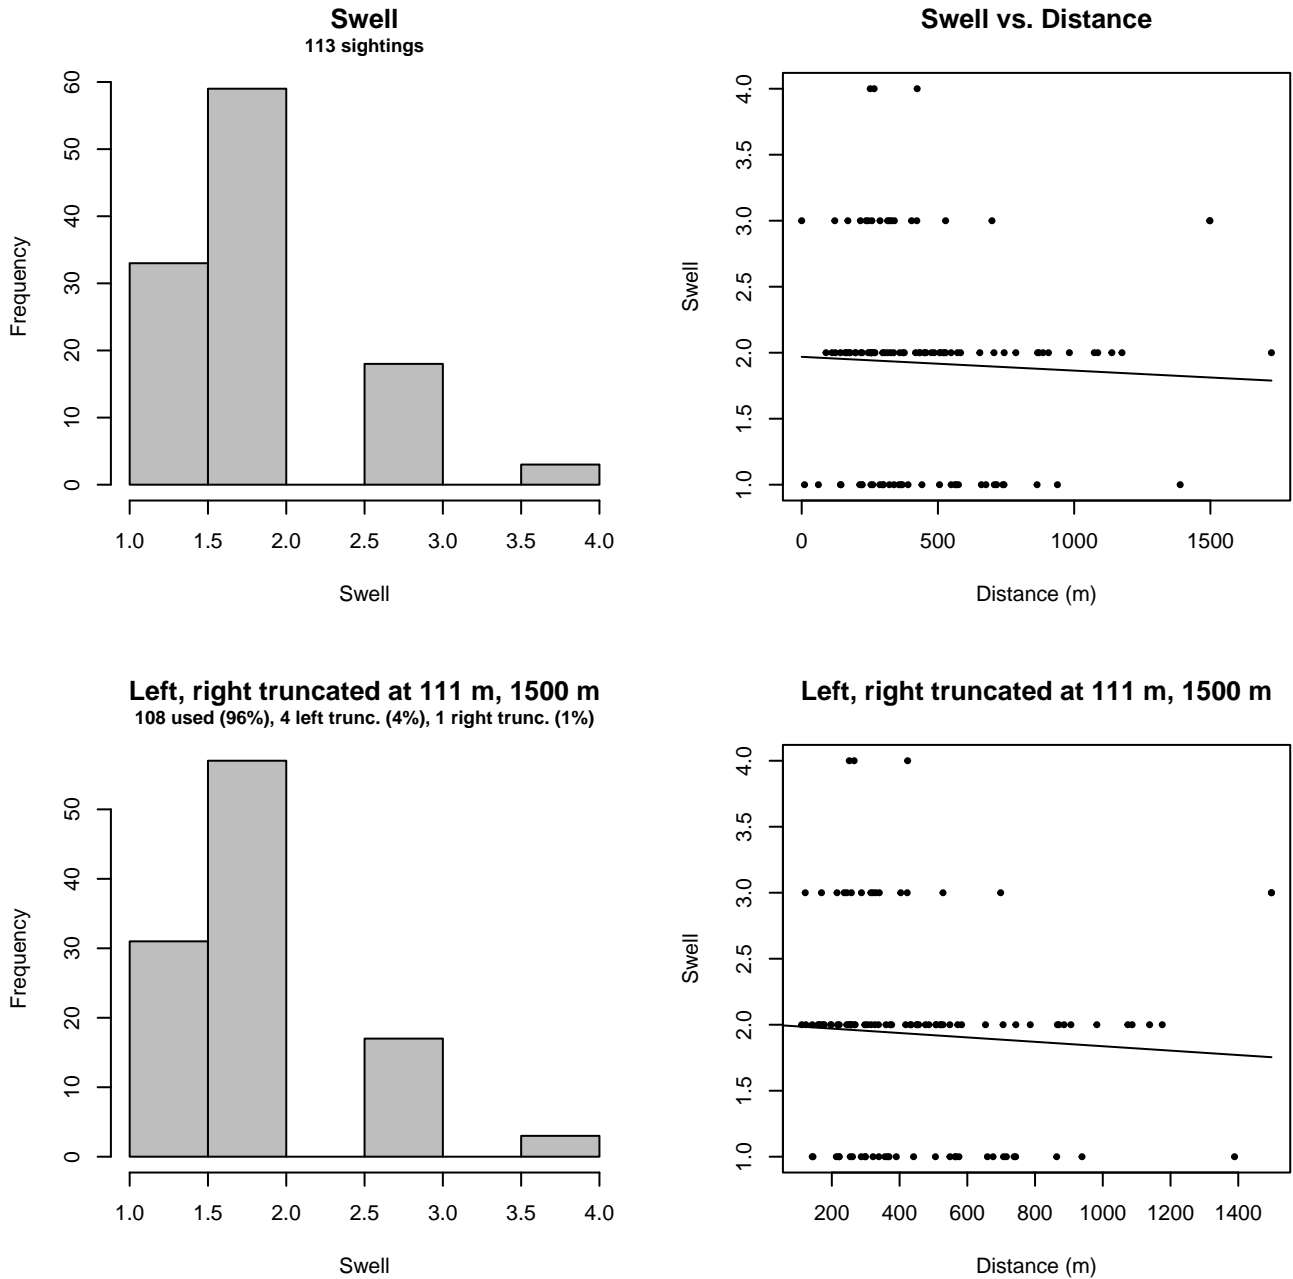 Swell
113 sightings
Frequency
0 10 20 30 40 50 60
1.0 1.5 2.0 2.5 3.0 3.5 4.0
Swell
Swell vs. Distance
Swell
1.0 1.5 2.0 2.5 3.0 3.5 4.0
0 500 1000 1500
Distance (m)
Left, right truncated at 111 m, 1500 m
108 used (96%), 4 left trunc. (4%), 1 right trunc. (1%)
Frequency
0 10 20 30 40 50
1.0 1.5 2.0 2.5 3.0 3.5 4.0
Swell
Left, right truncated at 111 m, 1500 m
Swell
1.0 1.5 2.0 2.5 3.0 3.5 4.0
200 400 600 800 1000 1200 1400
Distance (m)